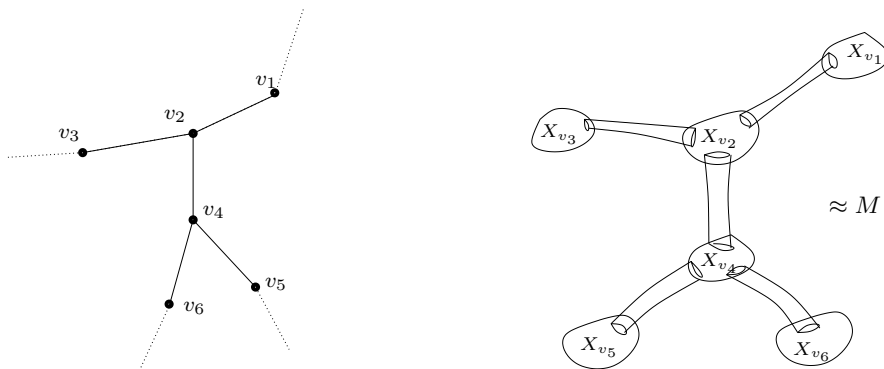 v₁
v₂
v₃
v₄
v₅
v₆
X_{v₁}
X_{v₃}
X_{v₂}
≈ M
X_{v₄}
X_{v₅}
X_{v₆}